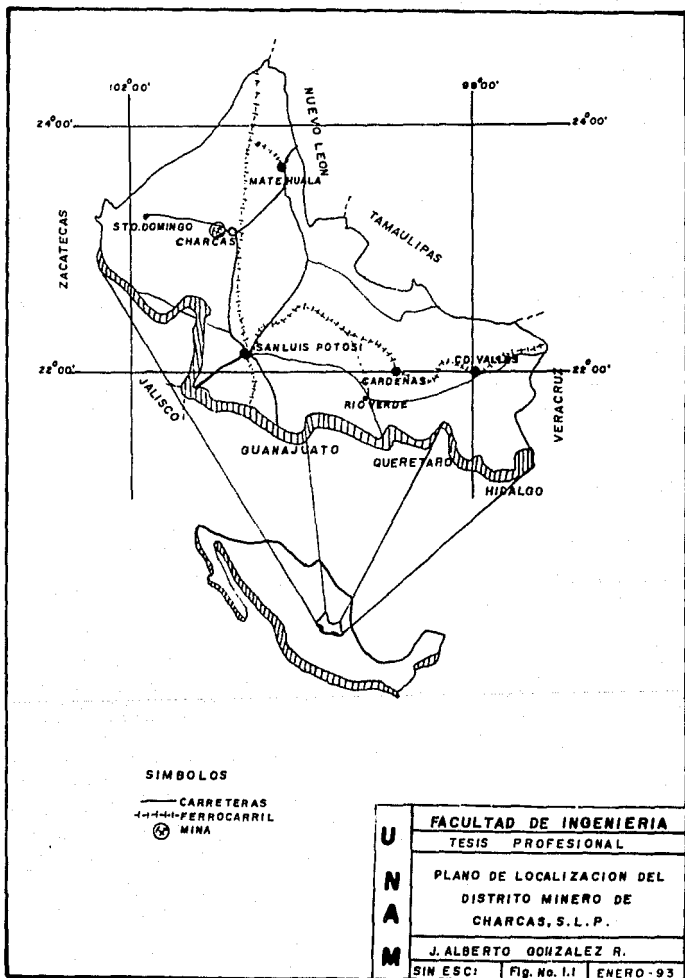 102°00'
99°00'
24°00'
24°00'
NUEVO LEON
MATEHUALA
TAMAULIPAS
STO. DOMINGO
CHARCAS
ZACATECAS
SAN LUIS POTOSI
CD. VALLES
22°00'
22°00'
CARDENAS
RIO VERDE
JALISCO
VERACRUZ
GUANAJUATO
QUERETARO
HIDALGO
SIMBOLOS
CARRETERAS
FERROCARRIL
MINA
UNAM
FACULTAD DE INGENIERIA
TESIS PROFESIONAL
PLANO DE LOCALIZACION DEL
DISTRITO MINERO DE
CHARCAS, S.L.P.
J. ALBERTO GONZALEZ R.
SIN ESC: Fig. No. 1.1 ENERO-93